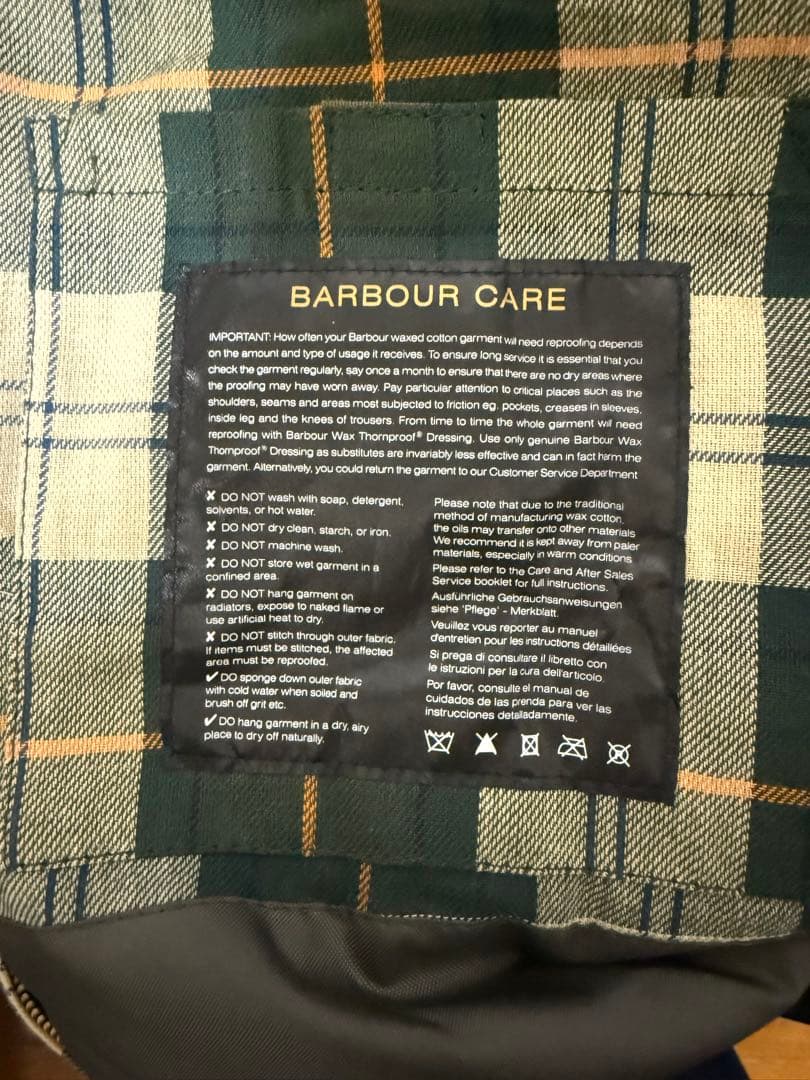 BARBOUR CARE
IMPORTANT: How often your Barbour waxed cotton garment will need reproofing depends
on the amount and type of usage it receives. To ensure long service it is essential that you
check the garment regularly, say once a month to ensure that there are no dry areas where
the proofing may have worn away. Pay particular attention to critical places such as the
shoulders, seams and areas most subjected to friction eg. pockets, creases in sleeves,
inside leg and the knees of trousers. From time to time the whole garment will need
reproofing with Barbour Wax Thornproof® Dressing. Use only genuine Barbour Wax
Thornproof® Dressing as substitutes are invariably less effective and can in fact harm the
garment. Alternatively, you could return the garment to our Customer Service Department
✘ DO NOT wash with soap, detergent,
solvents, or hot water.
✘ DO NOT dry clean, starch, or iron.
✘ DO NOT machine wash.
✘ DO NOT store wet garment in a
confined area.
✘ DO NOT hang garment on
radiators, expose to naked flame or
use artificial heat to dry.
✘ DO NOT stitch through outer fabric.
If items must be stitched, the affected
area must be reproofed.
✔ DO sponge down outer fabric
with cold water when soiled and
brush off grit etc.
✔ DO hang garment in a dry, airy
place to dry off naturally.
Please note that due to the traditional
method of manufacturing wax cotton,
the oils may transfer onto other materials
We recommend it is kept away from paler
materials, especially in warm conditions
Please refer to the Care and After Sales
Service booklet for full instructions.
Ausführliche Gebrauchsanweisungen
siehe 'Pflege' - Merkblatt.
Veuillez vous reporter au manuel
d'entretien pour les instructions détaillées
Si prega di consultare il libretto con
le istruzioni per la cura dell'articolo.
Por favor, consulte el manual de
cuidados de las prenda para ver las
instrucciones detalladamente.